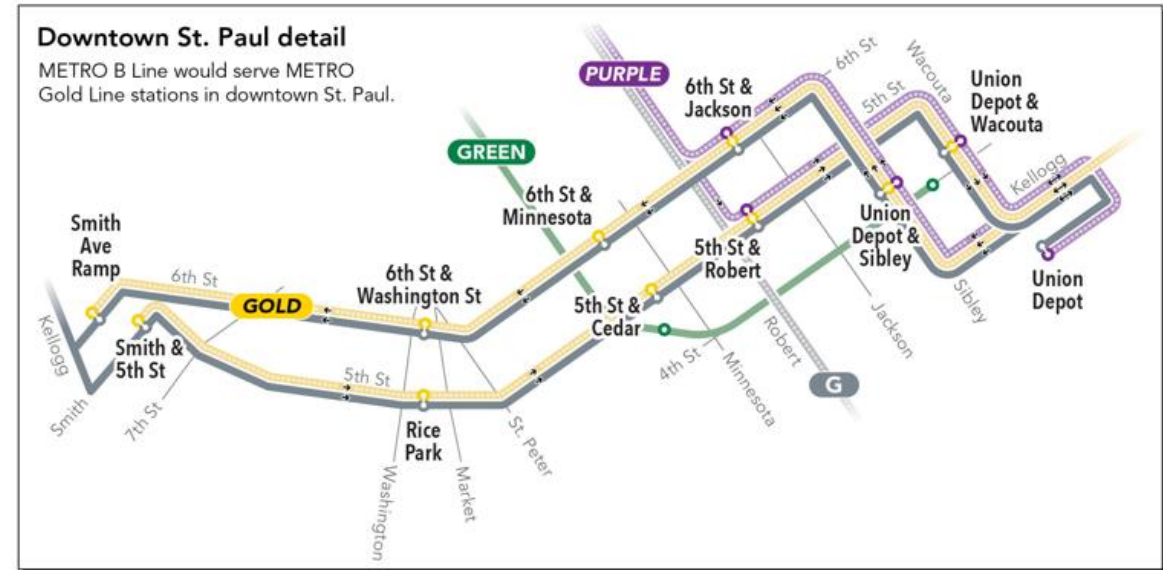 Downtown St. Paul detail
METRO B Line would serve METRO
Gold Line stations in downtown St. Paul.
PURPLE
6th St &
Jackson
6th St
Wacouta
5th St
Union
Depot &
Wacouta
GREEN
6th St &
Minnesota
Kellogg
Union
Depot &
Sibley
5th St &
Robert
Union
Depot
Smith
Ave
Ramp
6th St
GOLD
6th St &
Washington St
5th St &
Cedar
Kellogg
Smith &
5th St
Smith
7th St
5th St
Rice
Park
St. Peter
Washington
Market
4th St
Minnesota
Robert
Jackson
Sibley
G